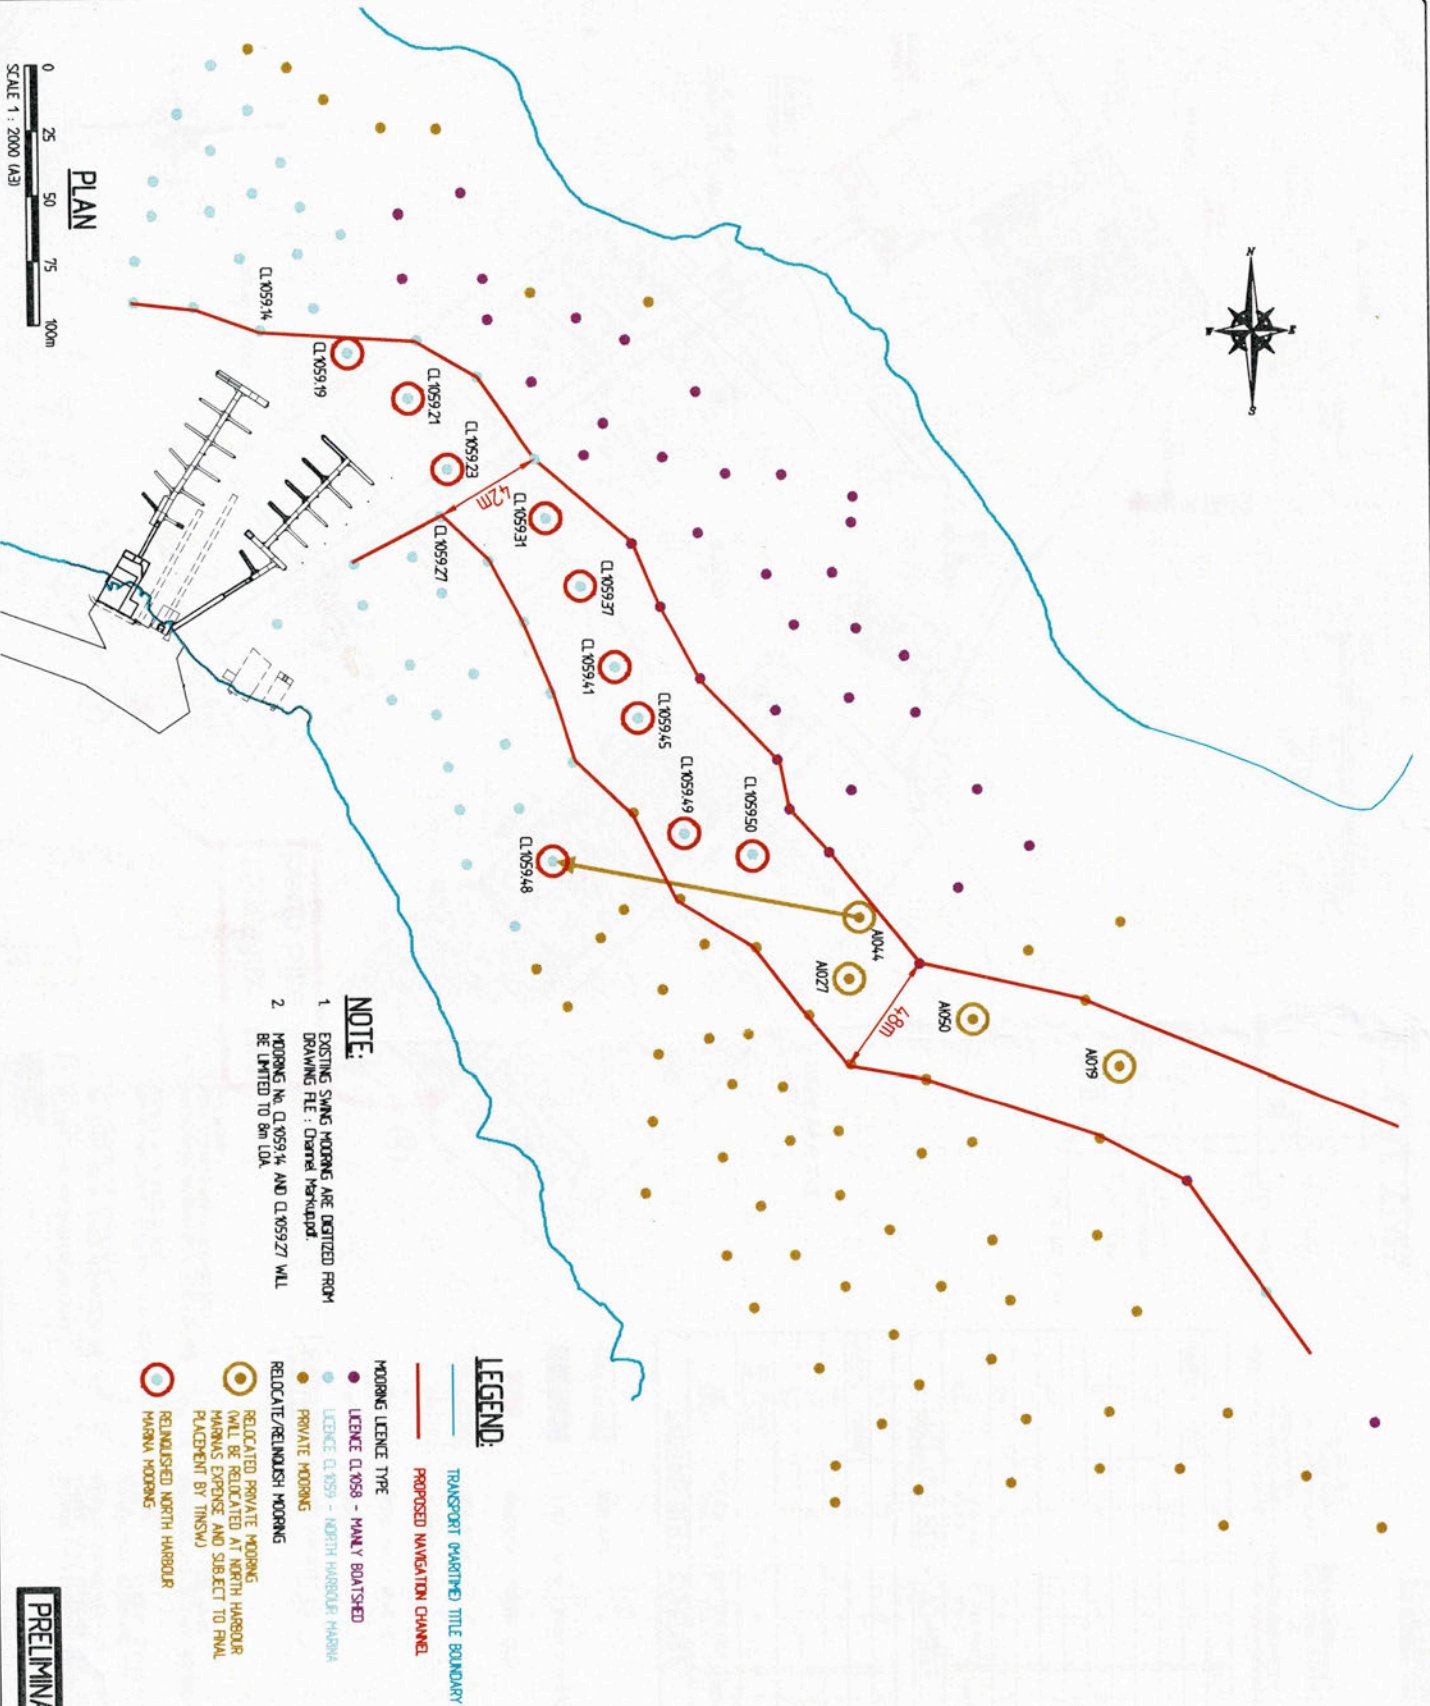 PLAN
0 25 50 75 100m
SCALE 1 : 2000 (A3)
N
E
S
W
CL1059.14
CL1059.19
CL1059.21
CL1059.23
42m
CL1059.27
CL1059.31
CL1059.37
CL1059.41
CL1059.45
CL1059.49
CL1059.50
CL1059.48
A1044
A1027
48m
A1050
A1019
NOTE:
1. EXISTING SWING MOORING ARE DIGITIZED FROM
DRAWING FILE : Channel Markup.pdf.
2. MOORING No. CL1059.14 AND CL1059.27 WILL
BE LIMITED TO 8m LOA.
LEGEND:
TRANSPORT (MARITIME) TITLE BOUNDARY
PROPOSED NAVIGATION CHANNEL
MOORING LICENCE TYPE
LICENCE CL1058 - MANLY BOATSHED
LICENCE CL1059 - NORTH HARBOUR MARINA
PRIVATE MOORING
RELOCATE/RELINQUISH MOORING
RELOCATED PRIVATE MOORING
(WILL BE RELOCATED AT NORTH HARBOUR
MARINAS EXPENSE AND SUBJECT TO FINAL
PLACEMENT BY TfNSW.)
RELINQUISHED NORTH HARBOUR
MARINA MOORING
PRELIMINA